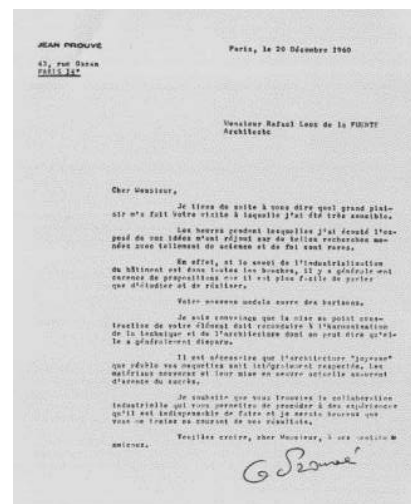 JEAN PROUVÉ
Paris, le 20 Décembre 1960
rue
PARIS 14°
Monsieur Rafael Leoz de la FUENTE
Architecte
Cher Monsieur,
Je tiens de suite à vous dire quel grand plai-
sir m'a fait votre visite à laquelle j'ai été très sensible.
Les heures pendant lesquelles j'ai écouté l'ex-
posé de vos idées m'ont réjoui car de telles recherches me-
nées avec tellement de science et de foi sont rares.
En effet, si le mot de l'industrialisation
du bâtiment est dans toutes les bouches, il y a généralement
carence de propositions car il est plus facile de parler
que d'étudier et de réaliser.
Votre nouveau module ouvre des horizons.
Je suis convaincu que la mise au point cons-
tructive de votre élément doit conduire à l'harmonisation
de la technique et de l'architecture dont on peut dire qu'el-
le a généralement disparu.
Il est nécessaire que l'architecture "joyeuse"
que révèle vos maquettes soit intégralement respectée. Les
matériaux nouveaux et leur mise en oeuvre actuelle assurent
d'avance du succès.
Je souhaite que vous trouviez la collaboration
industrielle qui vous permettra de procéder à des expériences
qu'il est indispensable de faire et je serais heureux que
vous me teniez au courant de vos résultats.
Veuillez croire, cher Monsieur, à mes sentiments
amicaux.